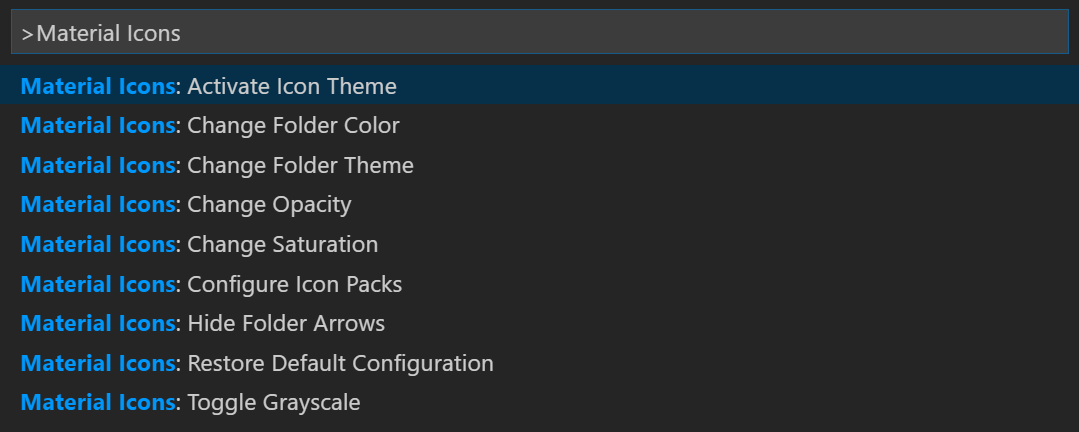 >Material Icons
Material Icons: Activate Icon Theme
Material Icons: Change Folder Color
Material Icons: Change Folder Theme
Material Icons: Change Opacity
Material Icons: Change Saturation
Material Icons: Configure Icon Packs
Material Icons: Hide Folder Arrows
Material Icons: Restore Default Configuration
Material Icons: Toggle Grayscale